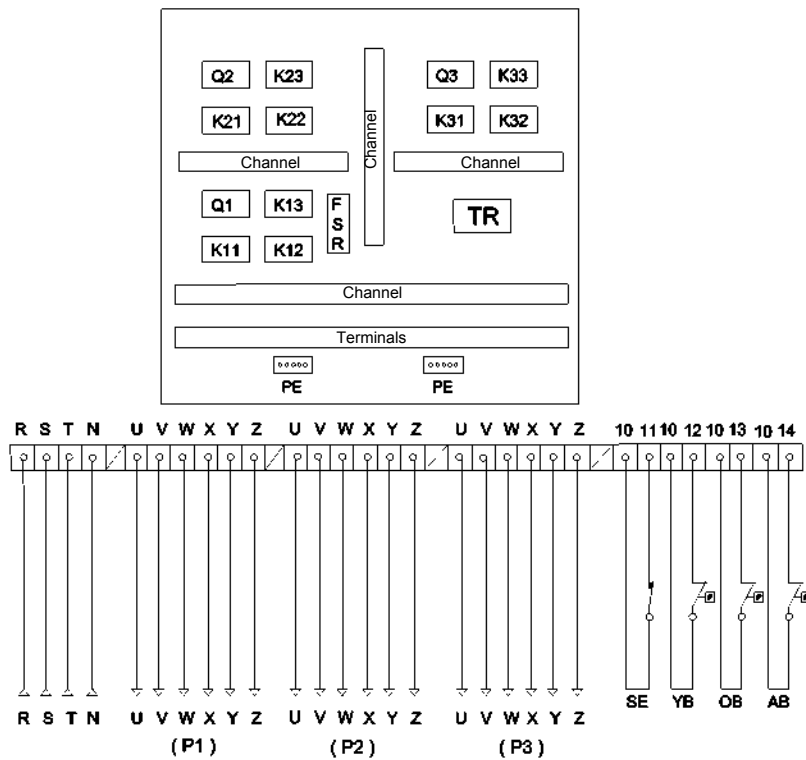 Q2 K23 Q3 K33
K21 K22 Channel K31 K32
Channel Channel
Q1 K13 FSR TR
K11 K12
Channel
Terminals
PE PE
R S T N U V W X Y Z U V W X Y Z U V W X Y Z 10 11 10 12 10 13 10 14
P P P
SE YB OB AB
R S T N U V W X Y Z U V W X Y Z U V W X Y Z
( P1 ) ( P2 ) ( P3 )